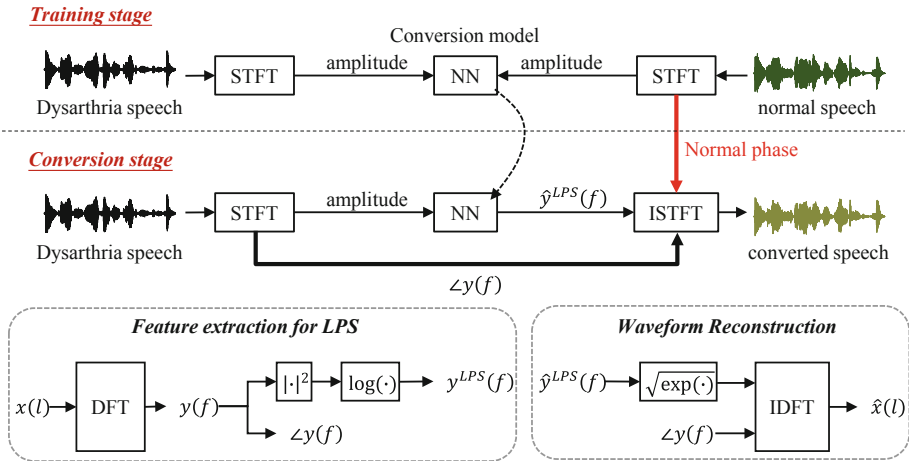 Training stage
Conversion model
STFT
amplitude
NN
amplitude
STFT
Dysarthria speech
normal speech
Normal phase
Conversion stage
STFT
amplitude
NN
ŷ^{LPS}(f)
ISTFT
Dysarthria speech
converted speech
∠y(f)
Feature extraction for LPS
x(l)
DFT
y(f)
|·|²
log(·)
y^{LPS}(f)
∠y(f)
Waveform Reconstruction
ŷ^{LPS}(f)
√exp(·)
∠y(f)
IDFT
x̂(l)